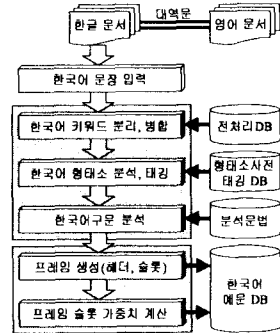 한글 문서
대역문
영어 문서
한국어 문장 입력
한국어 키워드 분리, 병합
전처리DB
한국어 형태소 분석, 태깅
형태소사전
태깅 DB
한국어구문 분석
분석문법
프레임 생성(헤더, 슬롯)
한국어
예문 DB
프레임 슬롯 가중치 계산